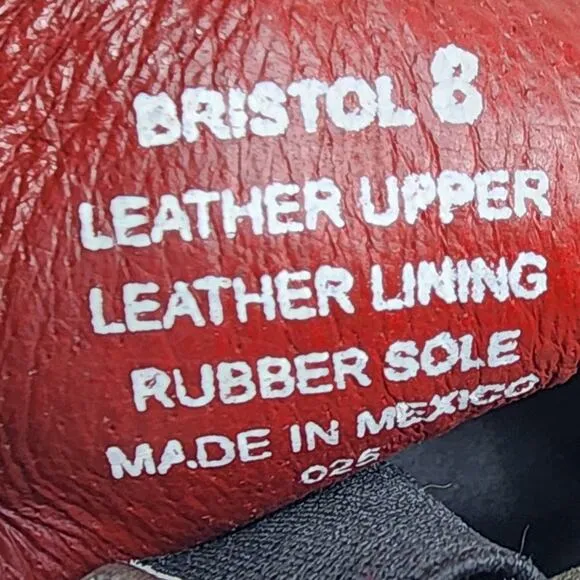 BRISTOL 8
LEATHER UPPER
LEATHER LINING
RUBBER SOLE
MADE IN MEXICO
025